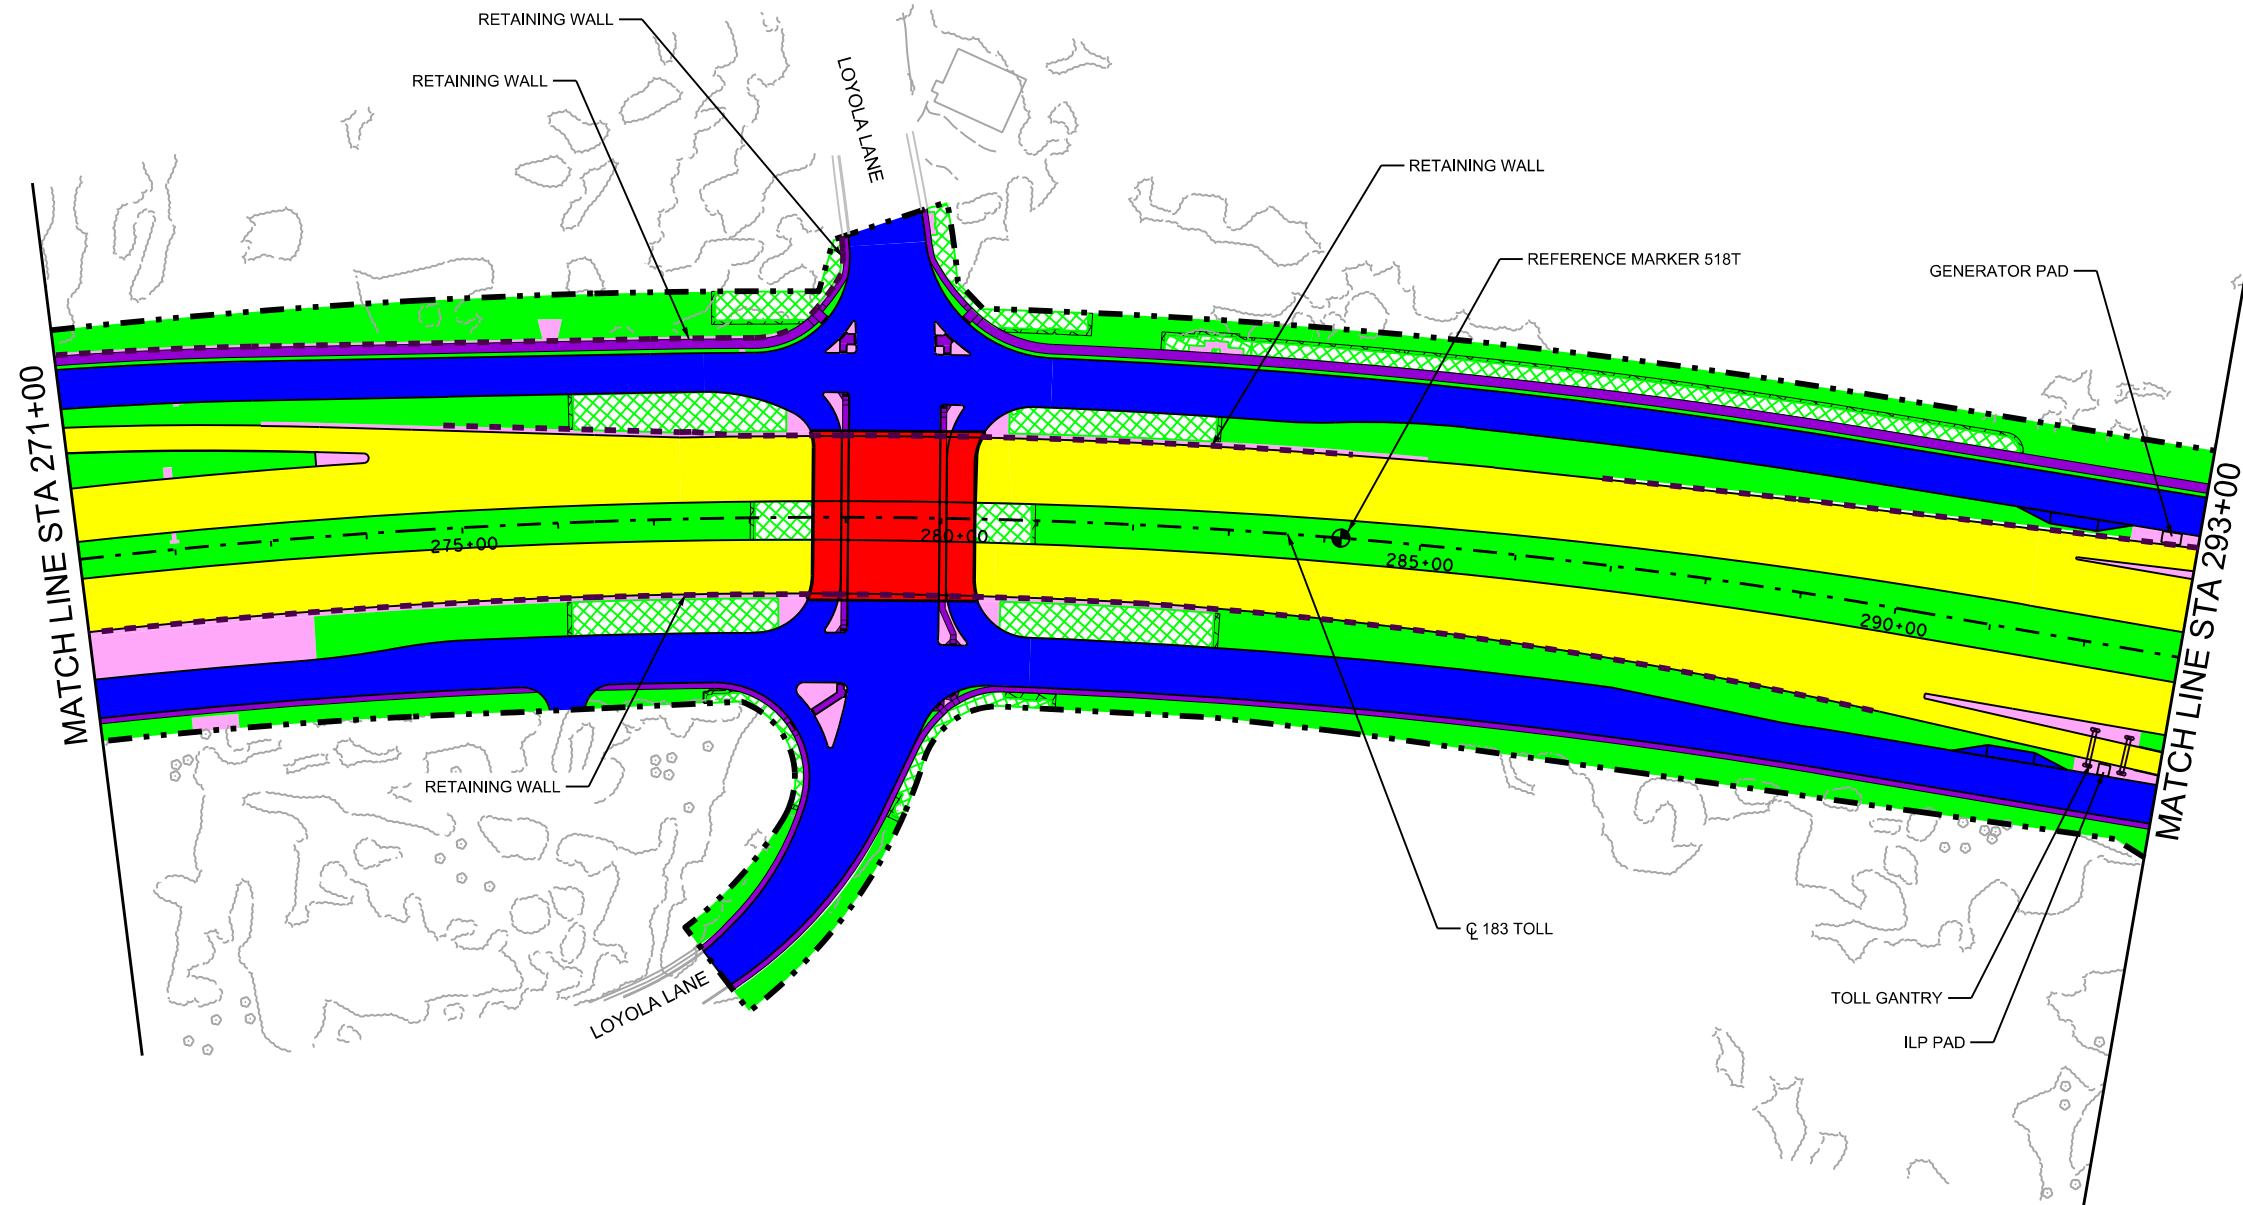 RETAINING WALL
RETAINING WALL
LOYOLA LANE
RETAINING WALL
REFERENCE MARKER 518T
GENERATOR PAD
MATCH LINE STA 271+00
275+00
280+00
285+00
290+00
MATCH LINE STA 293+00
RETAINING WALL
℄ 183 TOLL
LOYOLA LANE
TOLL GANTRY
ILP PAD